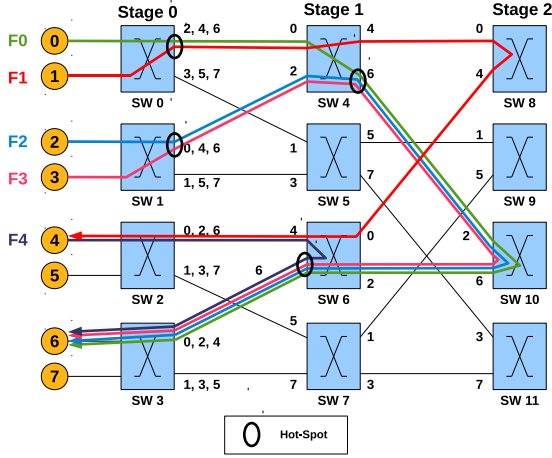 Stage 0 Stage 1 Stage 2
F0 0 2, 4, 6 0 4 0
F1 1 3, 5, 7 2 6 4
SW 0 SW 4 SW 8
F2 2 0, 4, 6 1 5 1
F3 3 1, 5, 7 3 7 5
SW 1 SW 5 SW 9
F4 4 0, 2, 6 4 0 2
5 1, 3, 7 6 2 6
SW 2 SW 6 SW 10
6 0, 2, 4 5 1 3
7 1, 3, 5 7 3 7
SW 3 SW 7 SW 11
Hot-Spot